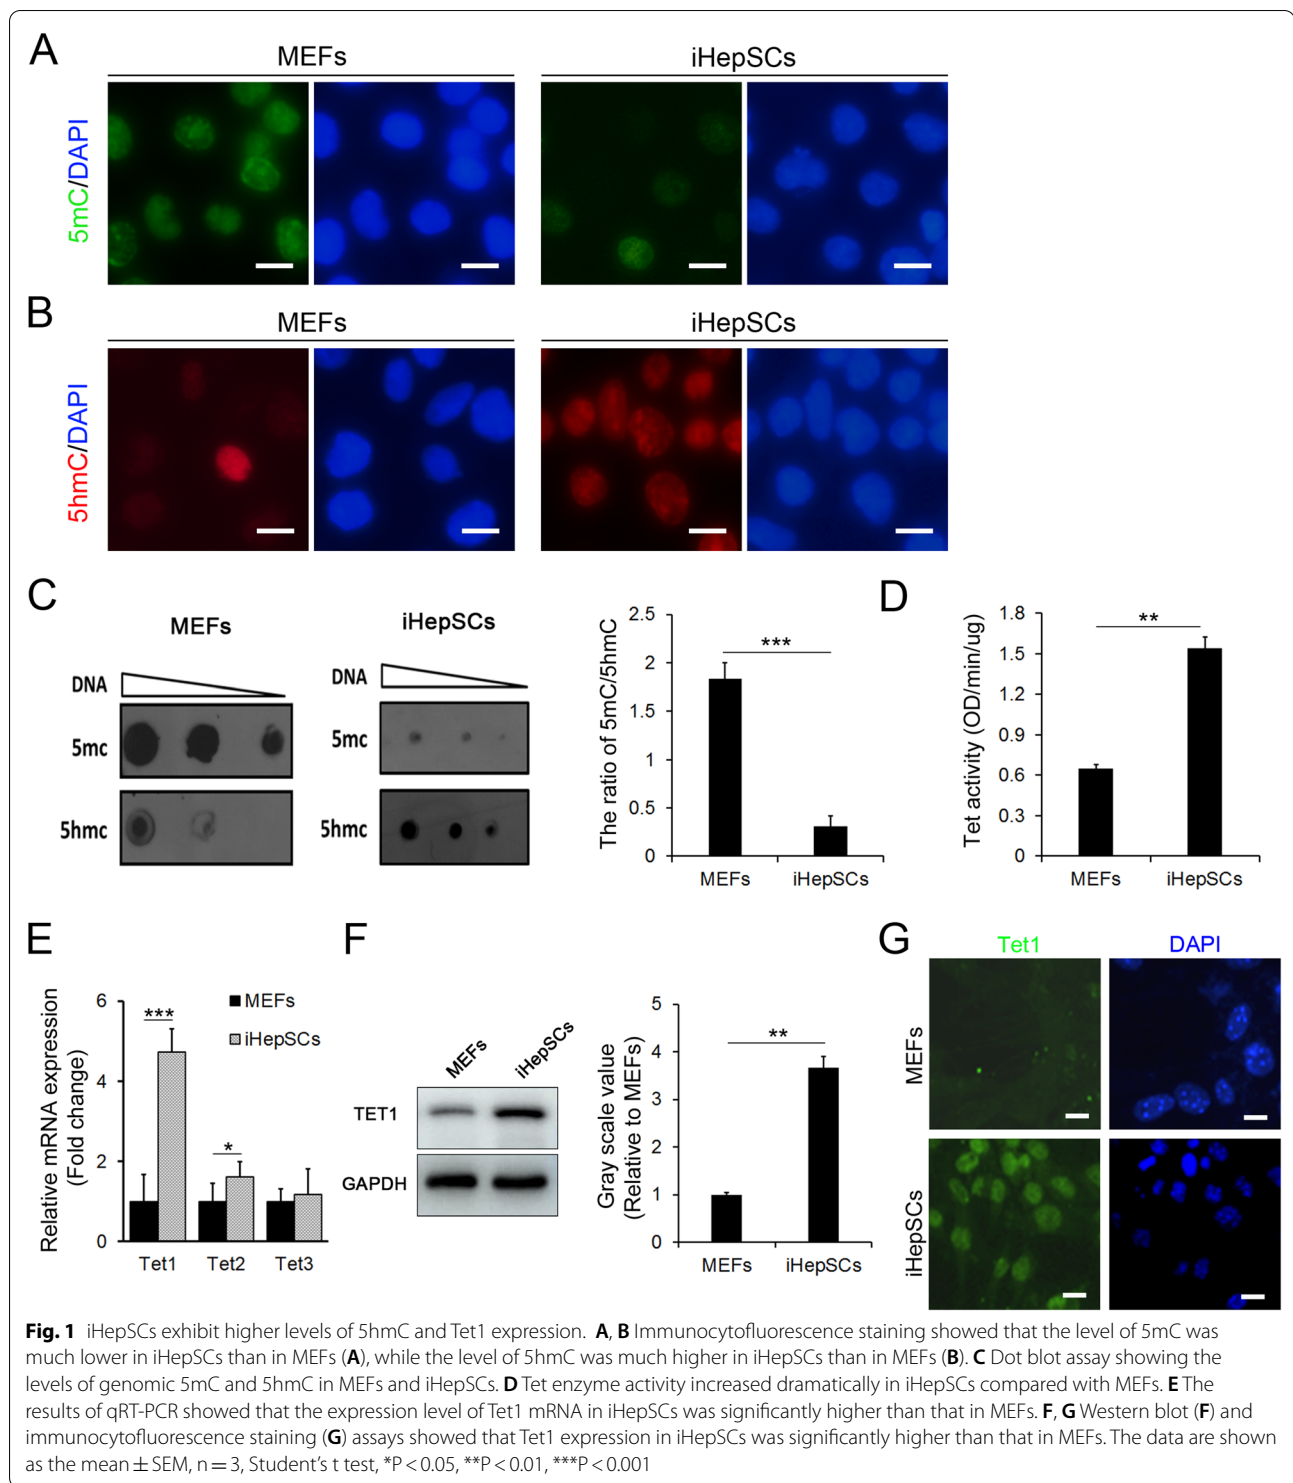 A
MEFs
iHepSCs
5mC/DAPI
B
MEFs
iHepSCs
5hmC/DAPI
C
MEFs
DNA
5mc
5hmc
iHepSCs
DNA
5mc
5hmc
The ratio of 5mC/5hmC
2.5
2
1.5
1
0.5
0
***
MEFs
iHepSCs
D
Tet activity (OD/min/ug)
1.8
1.5
1.2
0.9
0.6
0.3
0
**
MEFs
iHepSCs
E
Relative mRNA expression
(Fold change)
6
4
2
0
MEFs
iHepSCs
***
*
Tet1
Tet2
Tet3
F
MEFs
iHepSCs
TET1
GAPDH
Gray scale value
(Relative to MEFs)
5
4
3
2
1
0
**
MEFs
iHepSCs
G
Tet1
DAPI
MEFs
iHepSCs
Fig. 1 iHepSCs exhibit higher levels of 5hmC and Tet1 expression. A, B Immunocytofluorescence staining showed that the level of 5mC was
much lower in iHepSCs than in MEFs (A), while the level of 5hmC was much higher in iHepSCs than in MEFs (B). C Dot blot assay showing the
levels of genomic 5mC and 5hmC in MEFs and iHepSCs. D Tet enzyme activity increased dramatically in iHepSCs compared with MEFs. E The
results of qRT-PCR showed that the expression level of Tet1 mRNA in iHepSCs was significantly higher than that in MEFs. F, G Western blot (F) and
immunocytofluorescence staining (G) assays showed that Tet1 expression in iHepSCs was significantly higher than that in MEFs. The data are shown
as the mean ± SEM, n = 3, Student's t test, *P < 0.05, **P < 0.01, ***P < 0.001